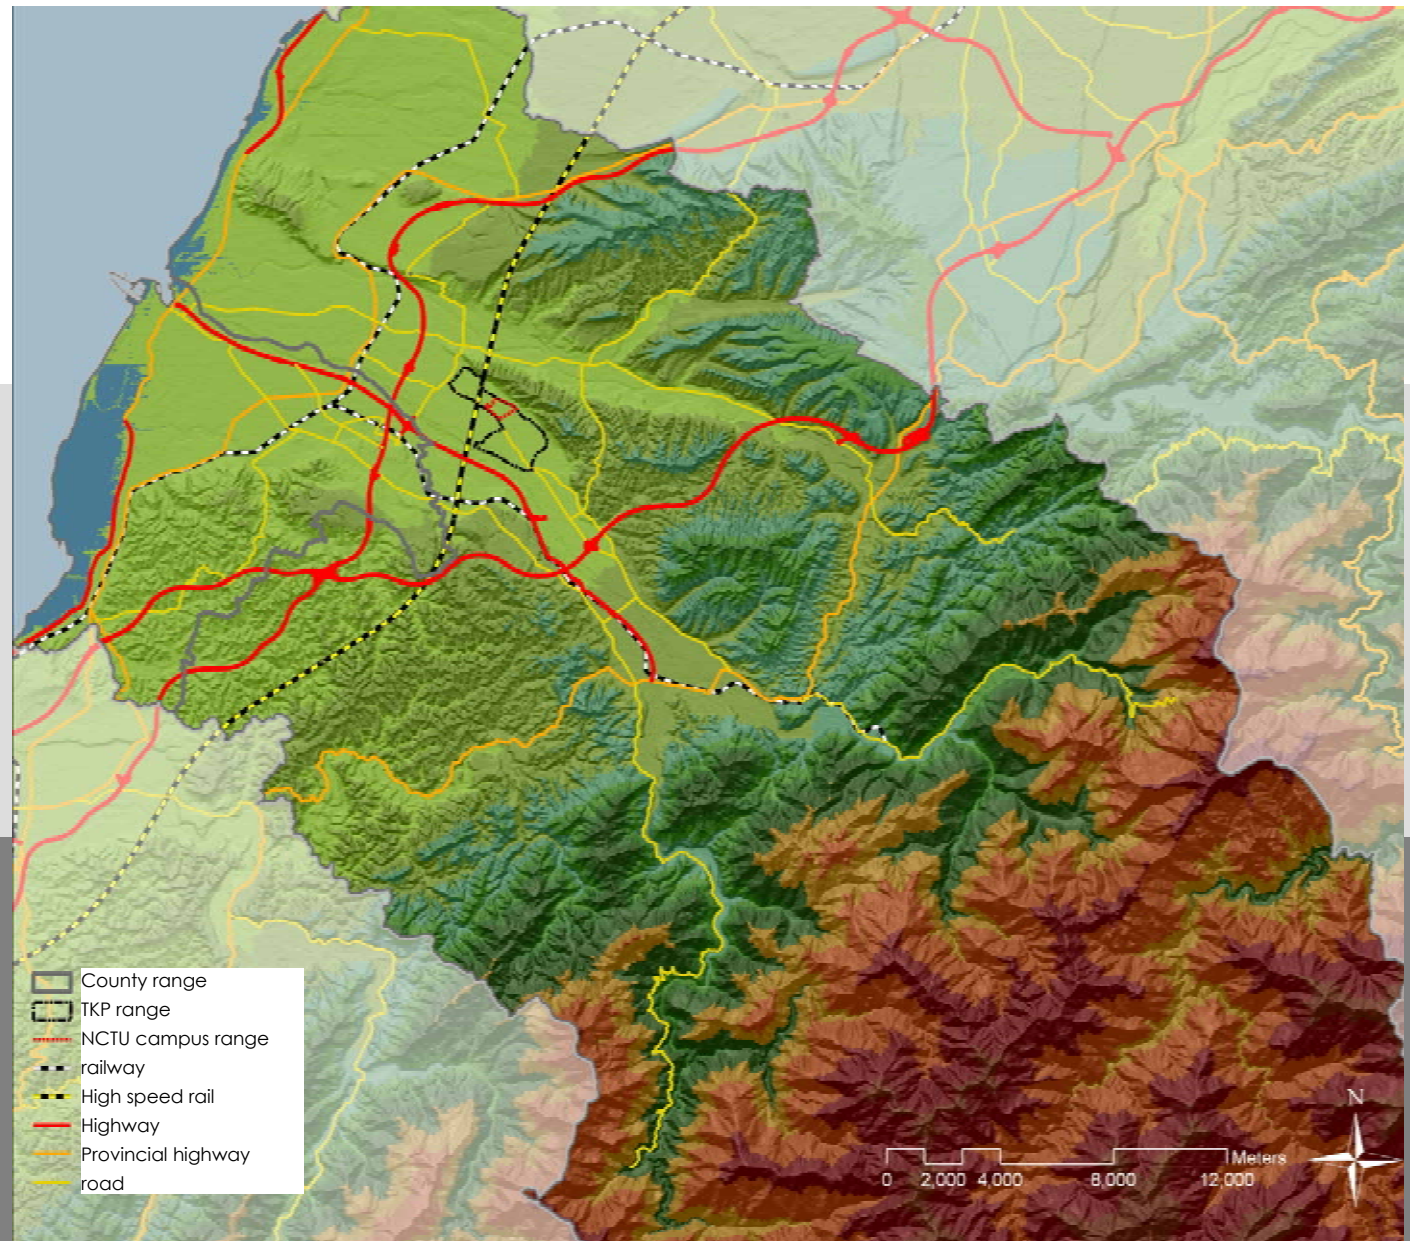 County range
TKP range
NCTU campus range
railway
High speed rail
Highway
Provincial highway
road
N
Meters
0 2,000 4,000 8,000 12,000